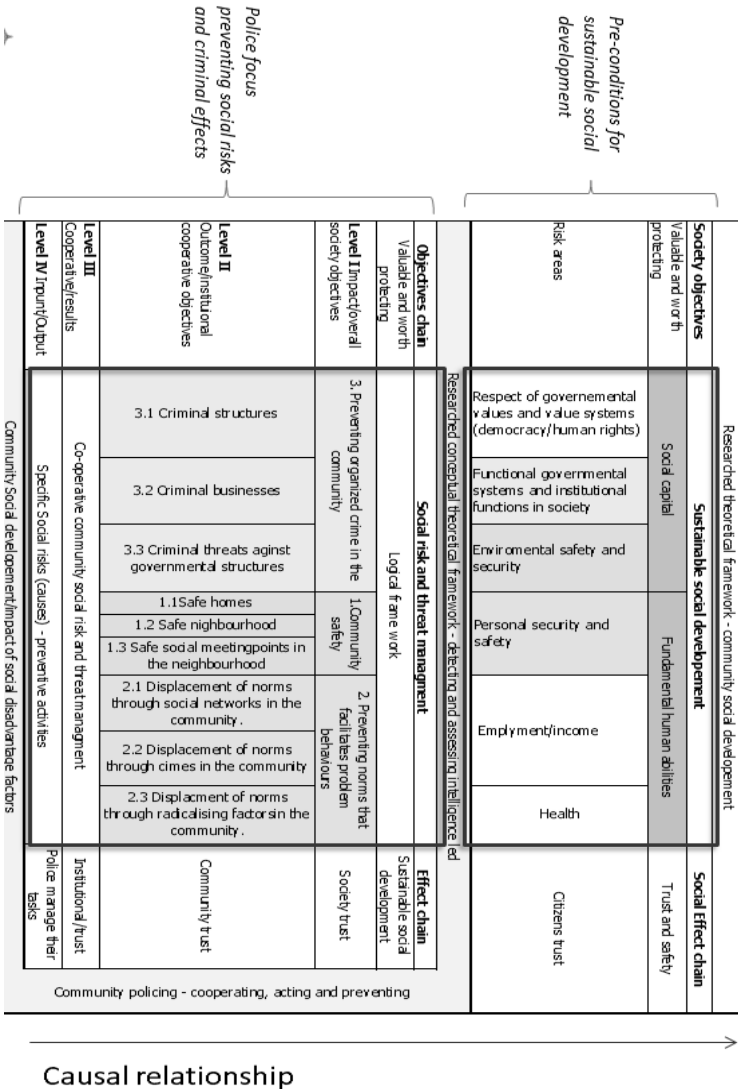 Pre-conditions for
sustainable social
development
Police focus
preventing social risks
and criminal effects
Researched theoretical framework - community social developement
Society objectives
Sustainable social developement
Social Effect chain
Valuable and worth
protecting
Social capital
Fundamental human abilities
Trust and safety
Risk areas
Respect of governemental
values and value systems
(democracy/human rights)
Functional governmental
systems and institutional
functions in society
Enviromental safety and
security
Personal security and
safety
Emplyment/income
Health
Citizens trust
Researched conceptual theoretical framework - detecting and assessing intelligence led
Objectives chain
Social risk and threat managment
Effect chain
Valuable and worth
protecting
Logical frame work
Sustainable social
development
Level I Impact/overall
society objectives
3. Preventing organized crime in the
community
1.Community
safety
2. Preventing norms that
facilitates problem
behaviours
Society trust
Level II
Outcome/instituional
cooperative objectives
3.1 Criminal structures
3.2 Criminal businesses
3.3 Criminal threats aganst
governmental structures
1.1Safe homes
1.2 Safe nighbourhood
1.3 Safe social meetingpoints in
the neighbourhood
2.1 Displacement of norms
through social networks in the
community.
2.2 Displacement of norms
through cimes in the community
2.3 Displacment of norms
through radicalising factorsin the
community.
Community trust
Level III
Cooperative/results
Co-operative community social risk and threat managment
Institutional/trust
Level IV Inpunt/Output
Specific Social risks (causes) - preventive activities
Police manage their
tasks
Community Social development/impact of social disadvantage factors
Community policing - cooperating, acting and preventing
Causal relationship